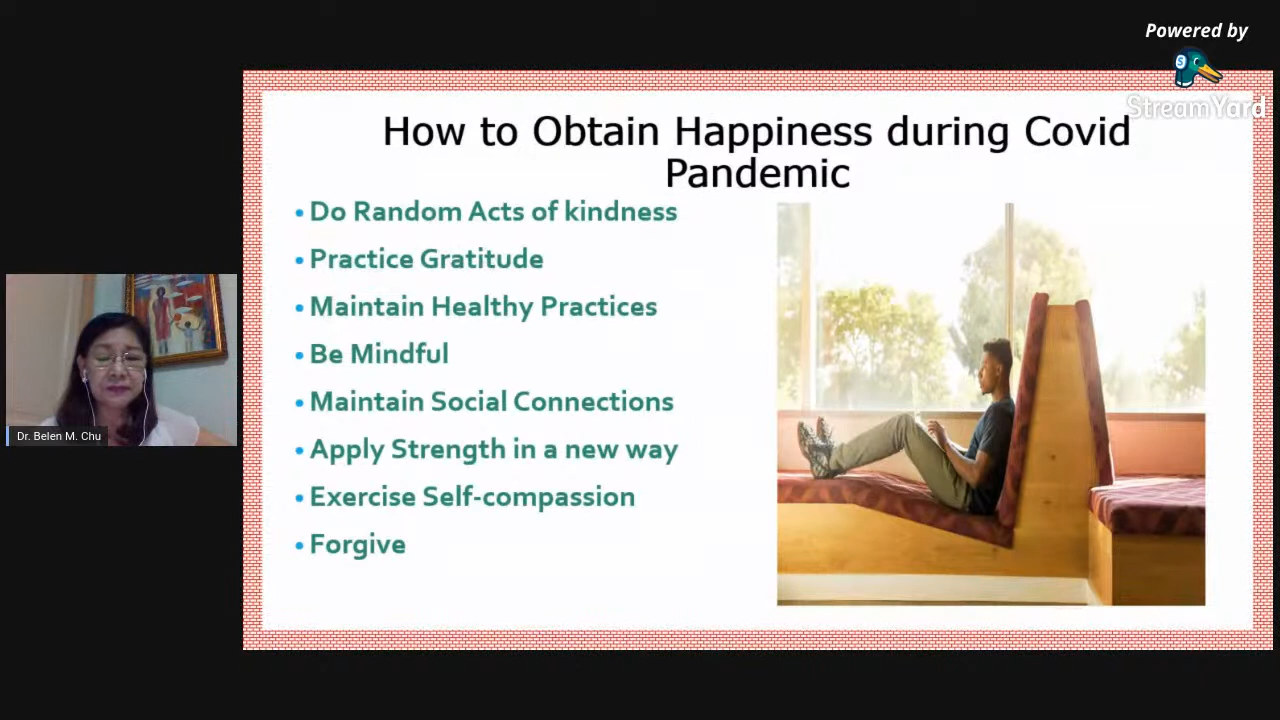 Powered by
StreamYard
How to Obtain Happiness during Covid
Pandemic
• Do Random Acts of kindness
• Practice Gratitude
• Maintain Healthy Practices
• Be Mindful
• Maintain Social Connections
• Apply Strength in a new way
• Exercise Self-compassion
• Forgive
Dr. Belen M. Chu